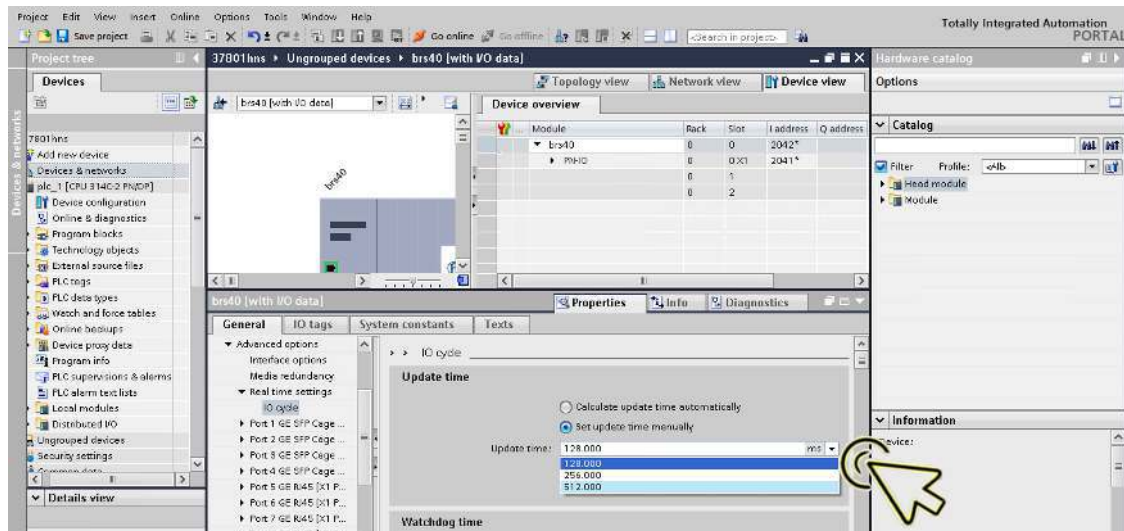 Project Edit View Insert Online Options Tools Window Help
Totally Integrated Automation
PORTAL
Save project
Go online
Go offline
<Search in project>
Project tree
37801hns ▸ Ungrouped devices ▸ brs40 [with I/O data]
Hardware catalog
Devices
Topology view
Network view
Device view
Options
Devices & networks
brs40 [with I/O data]
Device overview
Module Rack Slot I address Q address
brs40 0 0 2042*
PN-IO 0 0 X1 2041*
0 1
0 2
brs40
Catalog
Filter Profile:
Head module
Module
7801hns
Add new device
Devices & networks
plc_1 [CPU 314C-2 PN/DP]
Device configuration
Online & diagnostics
Program blocks
Technology objects
External source files
PLC tags
PLC data types
Watch and force tables
Online backups
Device proxy data
Program info
PLC supervisions & alarms
PLC alarm text lists
Local modules
Distributed I/O
Ungrouped devices
Security settings
Common data
Details view
brs40 [with I/O data]
Properties
Info
Diagnostics
General IO tags System constants Texts
Advanced options
Interface options
Media redundancy
Real time settings
IO cycle
Port 1 GE SFP Cage ...
Port 2 GE SFP Cage ...
Port 3 GE SFP Cage ...
Port 4 GE SFP Cage ...
Port 5 GE RJ45 [X1 P...
Port 6 GE RJ45 [X1 P...
Port 7 GE RJ45 [X1 P...
> > IO cycle
Update time
Calculate update time automatically
Set update time manually
Update time: 128.000 ms
128.000
256.000
512.000
Watchdog time
Information
Device: